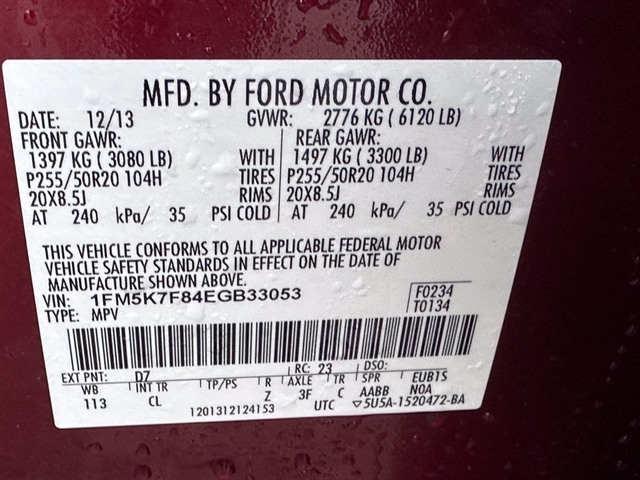 MFD. BY FORD MOTOR CO.
DATE: 12/13 GVWR: 2776 KG ( 6120 LB)
FRONT GAWR: REAR GAWR:
1397 KG ( 3080 LB) WITH 1497 KG ( 3300 LB) WITH
P255/50R20 104H TIRES P255/50R20 104H TIRES
20X8.5J RIMS 20X8.5J RIMS
AT 240 kPa/ 35 PSI COLD AT 240 kPa/ 35 PSI COLD
THIS VEHICLE CONFORMS TO ALL APPLICABLE FEDERAL MOTOR
VEHICLE SAFETY STANDARDS IN EFFECT ON THE DATE OF
MANUFACTURE SHOWN ABOVE.
VIN: 1FM5K7F84EGB33053 F0234
TYPE: MPV T0134
EXT PNT: D7 RC: 23 DSO:
WB INT TR TP/PS R AXLE TR SPR EUB1S
113 CL Z 3F C AABB N0A
1201312124153 UTC ▽5U5A-1520472-BA